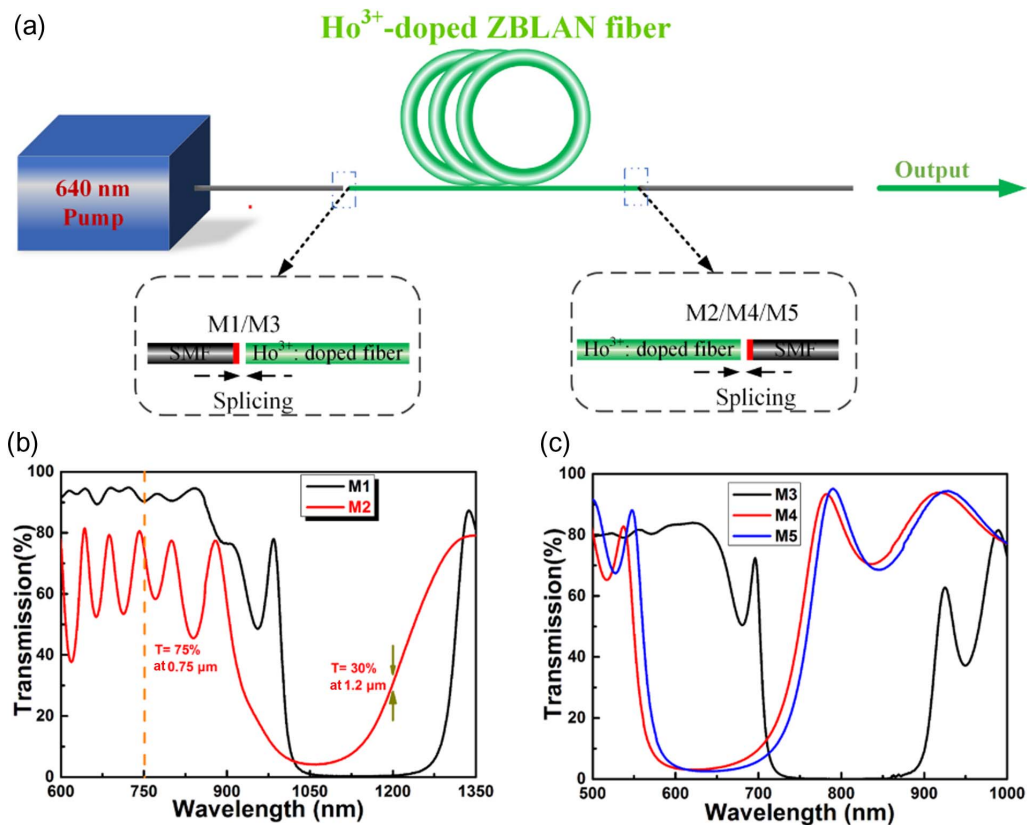 (a)
Ho³⁺-doped ZBLAN fiber
640 nm
Pump
Output
M1/M3
SMF
Ho³⁺: doped fiber
Splicing
M2/M4/M5
Ho³⁺: doped fiber
SMF
Splicing
(b)
Transmission(%)
100
80
60
40
20
0
M1
M2
T= 75%
at 0.75 μm
T= 30%
at 1.2 μm
600
750
900
1050
1200
1350
Wavelength (nm)
(c)
Transmission(%)
100
80
60
40
20
0
M3
M4
M5
500
600
700
800
900
1000
Wavelength (nm)